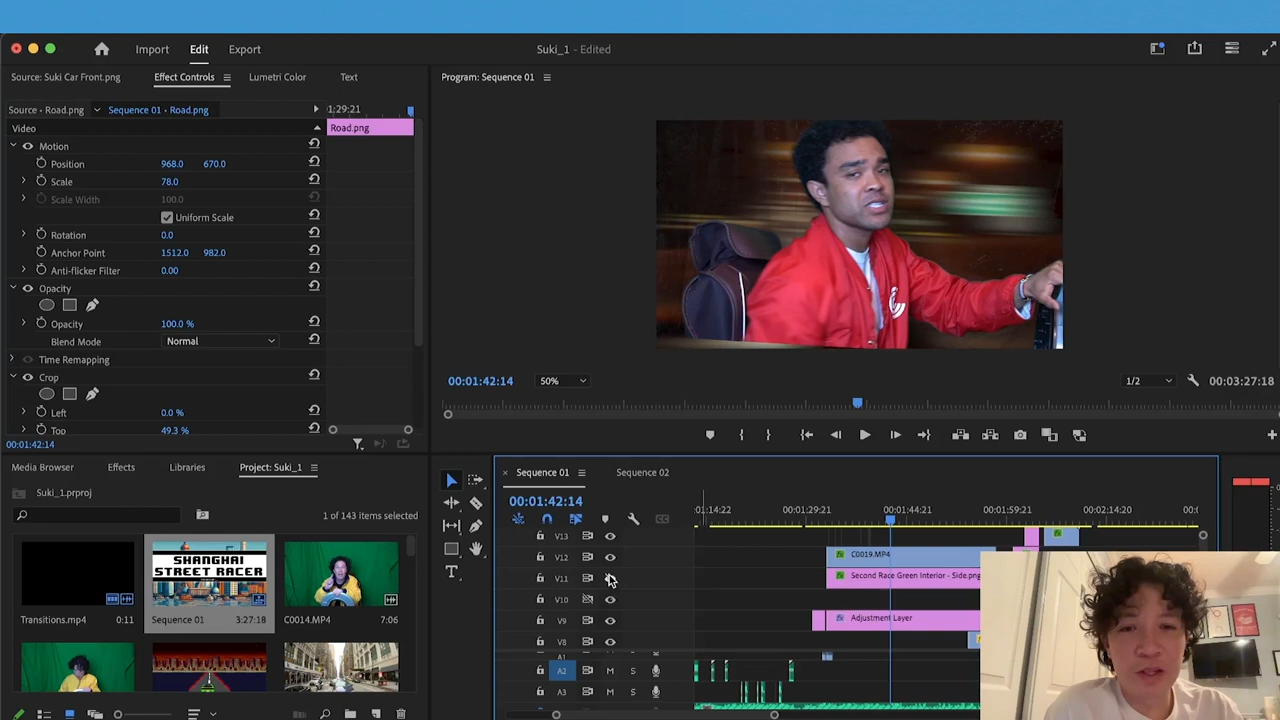 Import Edit Export Suki_1 - Edited
Source: Suki Car Front.png Effect Controls Lumetri Color Text
Program: Sequence 01
Source • Road.png Sequence 01 • Road.png :1:29:21
Video Road.png
Motion
Position 968.0 670.0
Scale 78.0
Scale Width 100.0
Uniform Scale
Rotation 0.0
Anchor Point 1512.0 982.0
Anti-flicker Filter 0.00
Opacity
Opacity 100.0 %
Blend Mode Normal
Time Remapping
Crop
Left 0.0 %
Top 49.3 %
00:01:42:14
00:01:42:14 50% 1/2 00:03:27:18
Media Browser Effects Libraries Project: Suki_1
Suki_1.prproj
1 of 143 items selected
SHANGHAI
STREET RACER
Transitions.mp4 0:11 Sequence 01 3:27:18 C0014.MP4 7:06
Sequence 01 Sequence 02
00:01:42:14
:01:14:22 00:01:29:21 00:01:44:21 00:01:59:21 00:02:14:20 00:0
V13
V12 C0019.MP4
V11 Second Race Green Interior - Side.png
V10
V9 Adjustment Layer
V8
A1
A2 M S
A3 M S